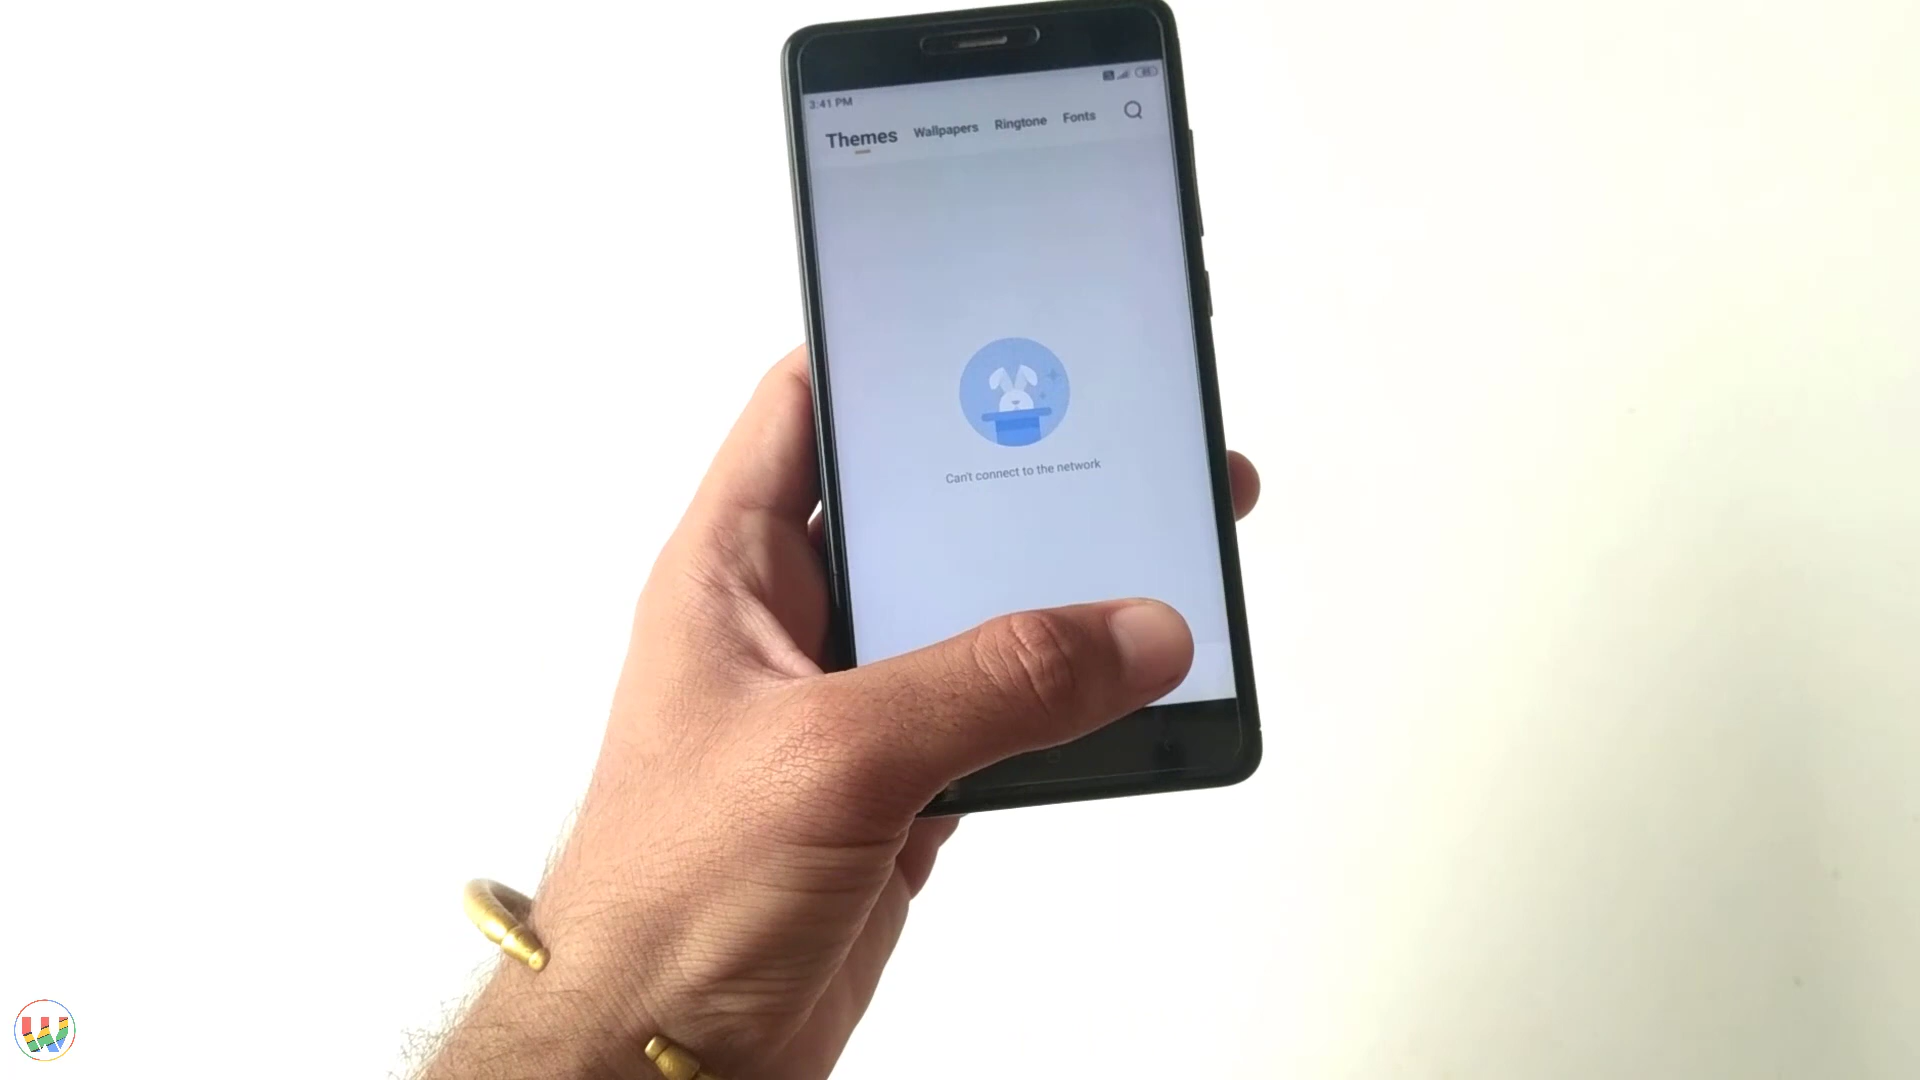 3:41 PM
Themes Wallpapers Ringtone Fonts
Can't connect to the network
W